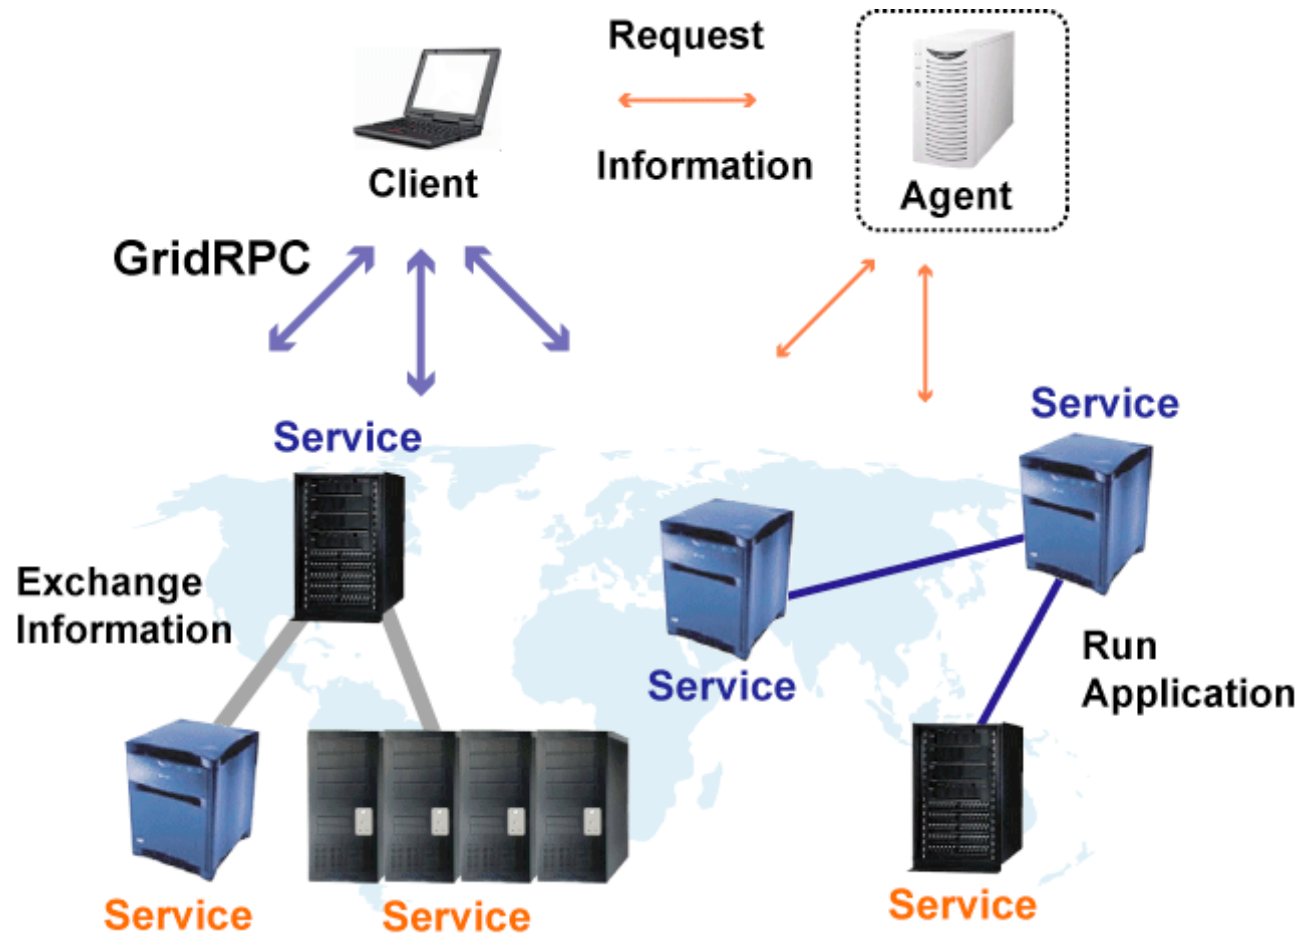 Request
Information
Client
Agent
GridRPC
Service
Service
Exchange
Information
Service
Run
Application
Service
Service
Service